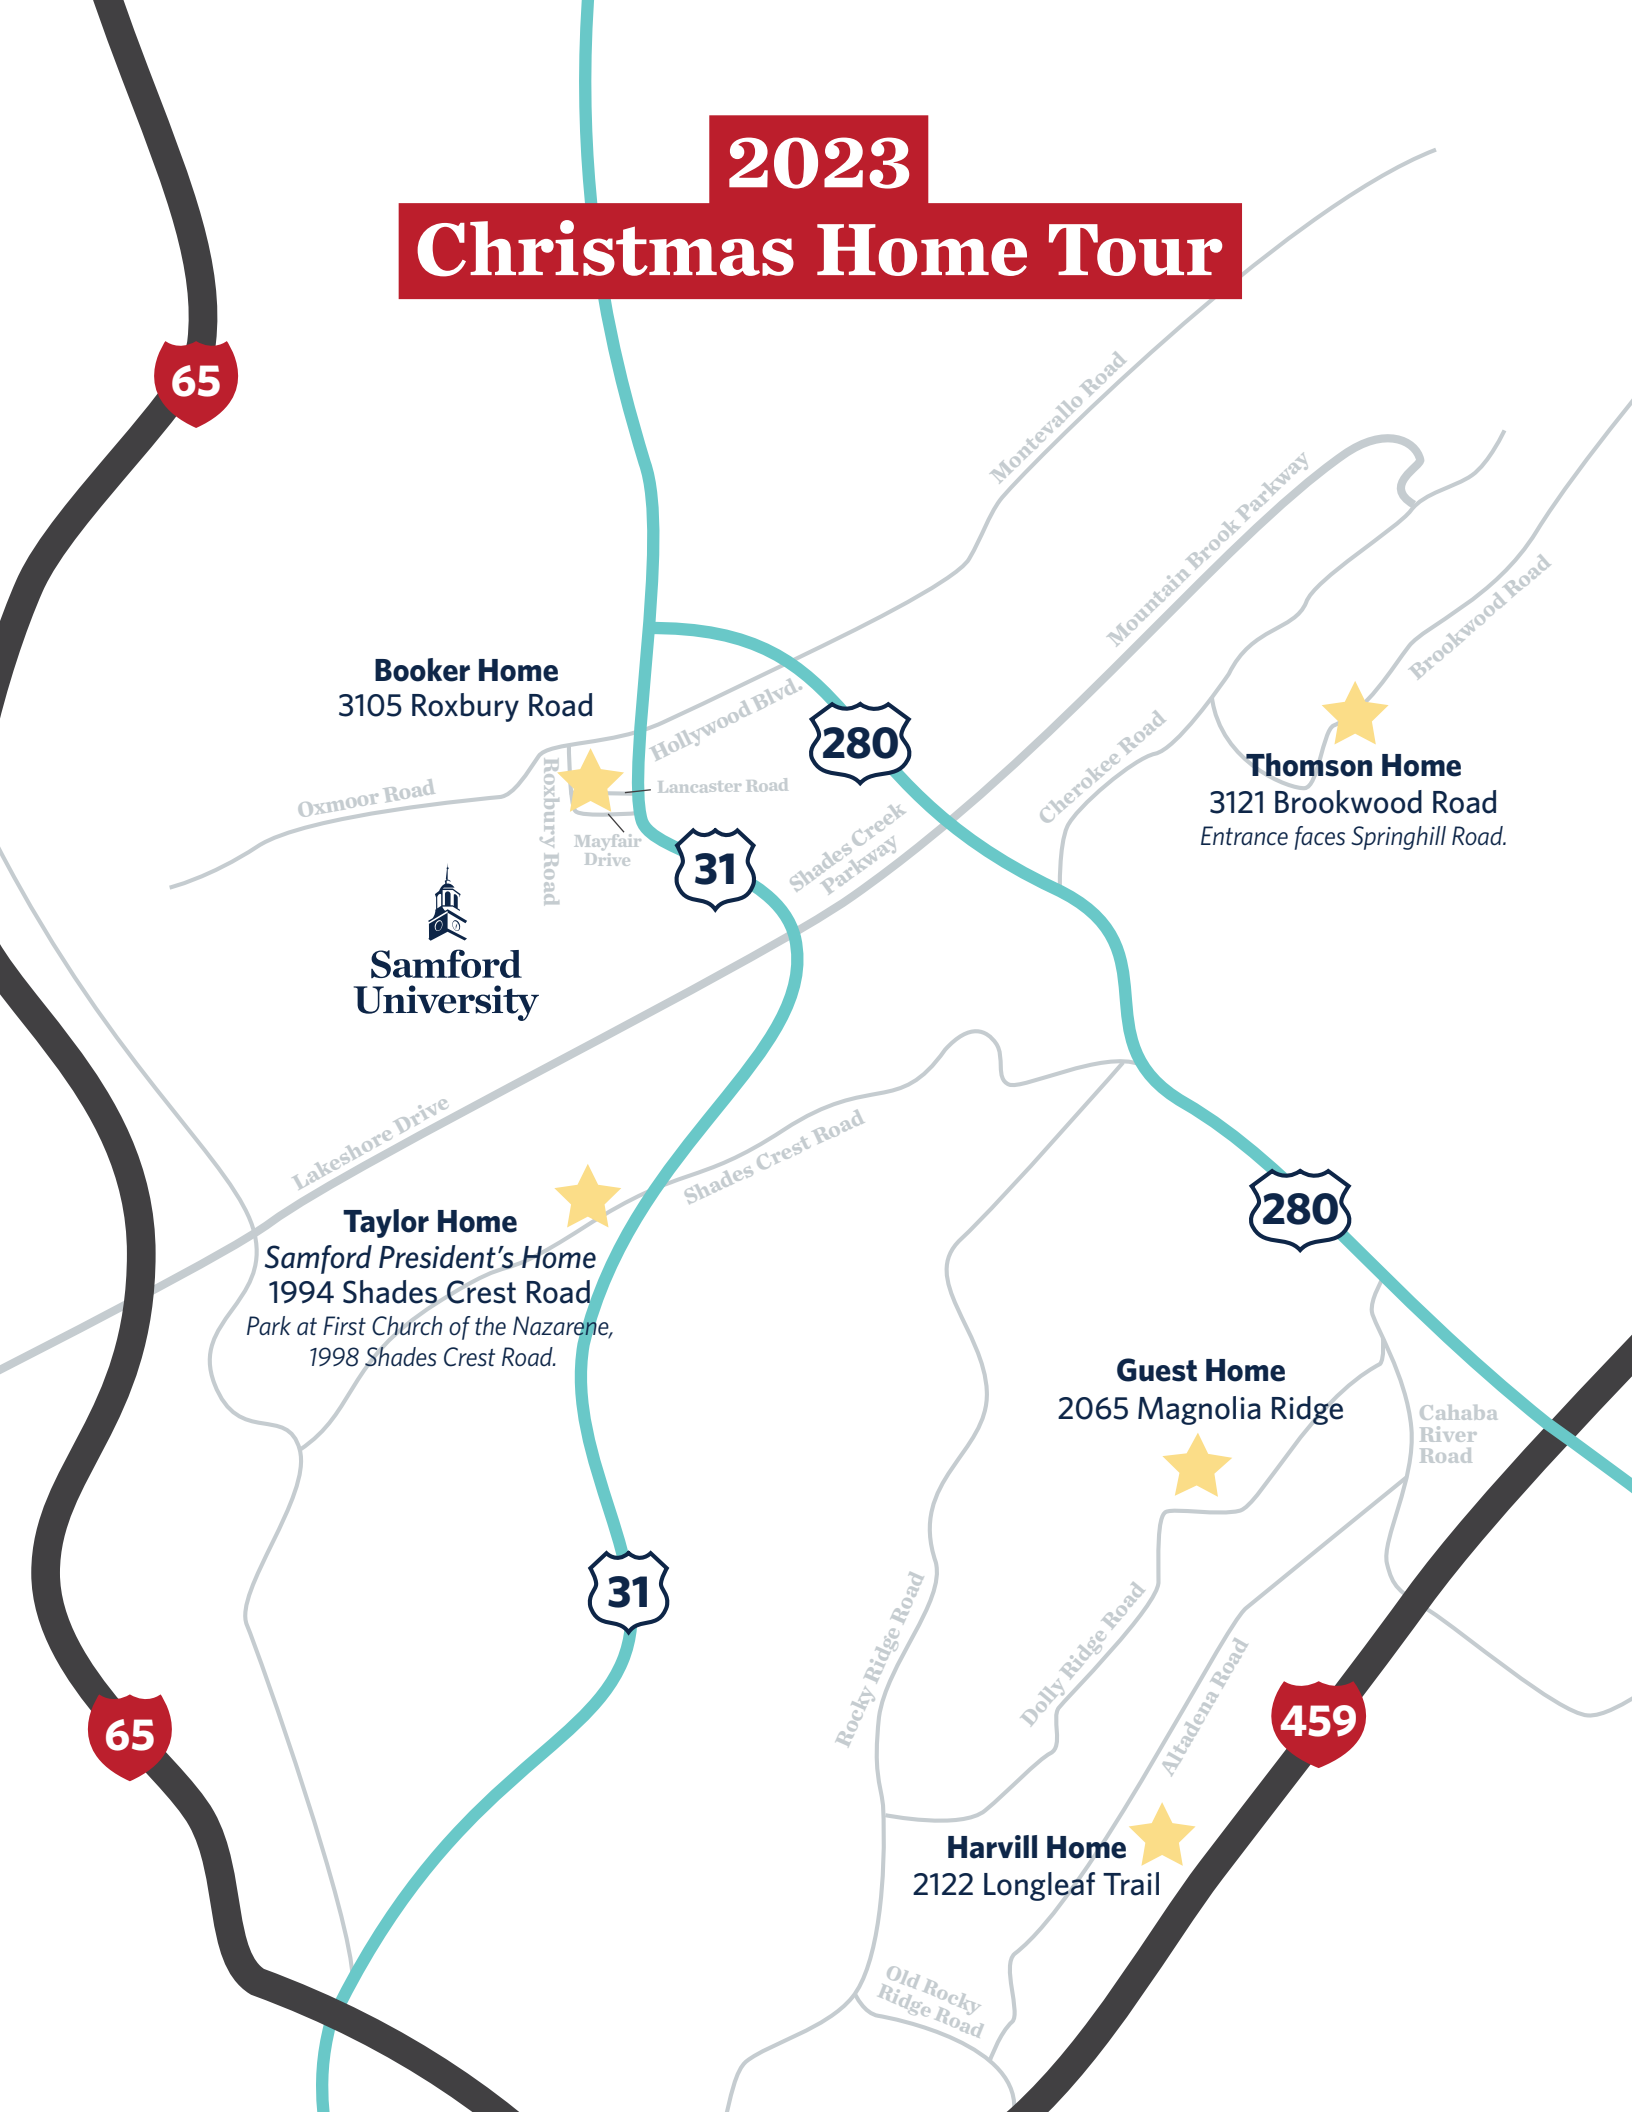 2023
Christmas Home Tour
65
Montevallo Road
Mountain Brook Parkway
Brookwood Road
Booker Home
3105 Roxbury Road
Hollywood Blvd.
280
Cherokee Road
Thomson Home
3121 Brookwood Road
Entrance faces Springhill Road.
Oxmoor Road
Roxbury Road
Lancaster Road
Mayfair
Drive
31
Shades Creek
Parkway
Samford
University
Lakeshore Drive
Shades Crest Road
Taylor Home
Samford President's Home
1994 Shades Crest Road
Park at First Church of the Nazarene,
1998 Shades Crest Road.
280
Guest Home
2065 Magnolia Ridge
Cahaba
River
Road
31
Rocky Ridge Road
Dolly Ridge Road
Altadena Road
65
459
Harvill Home
2122 Longleaf Trail
Old Rocky
Ridge Road